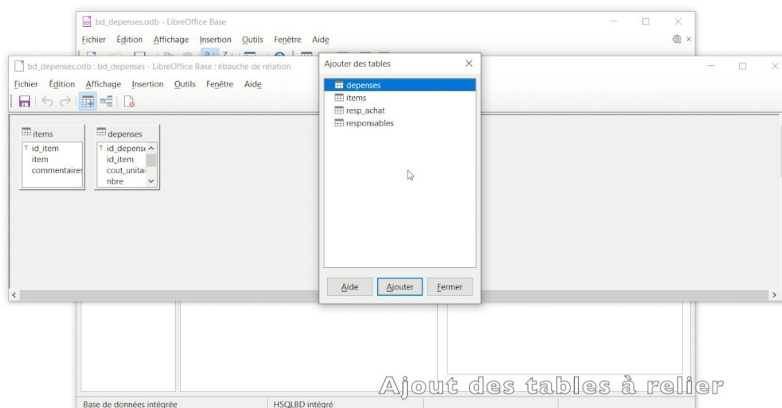 bd_depenses.odb - LibreOffice Base
Fichier Édition Affichage Insertion Outils Fenêtre Aide
bd_depenses.odb : bd_depenses - LibreOffice Base : ébauche de relation
Fichier Édition Affichage Insertion Outils Fenêtre Aide
items
id_item
item
commentaires
depenses
id_depens
id_item
cout_unita
nbre
Ajouter des tables
depenses
items
resp_achat
responsables
Aide Ajouter Fermer
Ajout des tables à relier
Base de données intégrée HSQLBD intégré